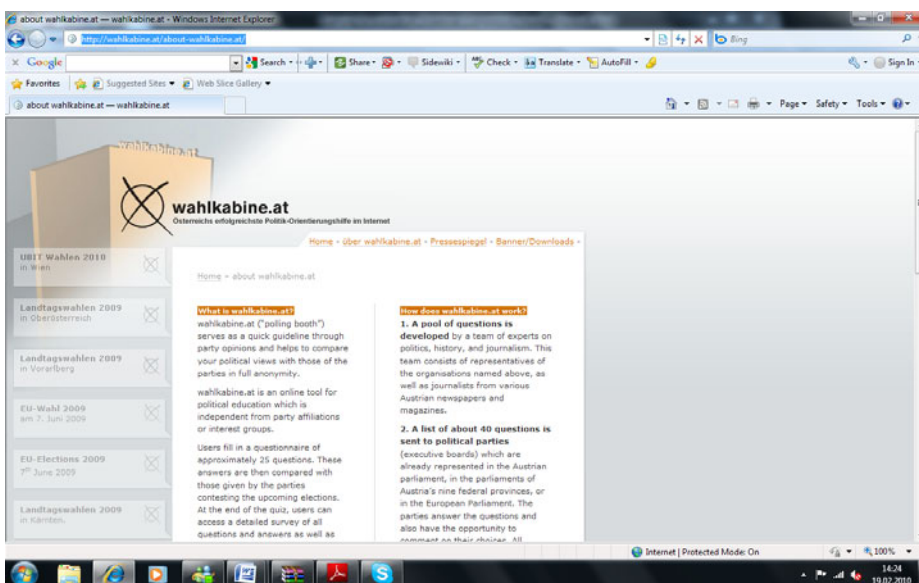 about wahlkabine.at — wahlkabine.at - Windows Internet Explorer
http://wahlkabine.at/about-wahlkabine.at/
Bing
Google
Search
Share
Sidewiki
Check
Translate
AutoFill
Sign In
Favorites
Suggested Sites
Web Slice Gallery
about wahlkabine.at — wahlkabine.at
Page
Safety
Tools
wahlkabine.at
wahlkabine.at
Österreichs erfolgreichste Politik-Orientierungshilfe im Internet
Home - über wahlkabine.at - Pressespiegel - Banner/Downloads -
Home - about wahlkabine.at
UBIT Wahlen 2010
in Wien
Landtagswahlen 2009
in Oberösterreich
Landtagswahlen 2009
in Vorarlberg
EU-Wahl 2009
am 7. Juni 2009
EU-Elections 2009
7th June 2009
Landtagswahlen 2009
in Kärnten,
What is wahlkabine.at?
wahlkabine.at ("polling booth")
serves as a quick guideline through
party opinions and helps to compare
your political views with those of the
parties in full anonymity.
wahlkabine.at is an online tool for
political education which is
independent from party affiliations
or interest groups.
Users fill in a questionnaire of
approximately 25 questions. These
answers are then compared with
those given by the parties
contesting the upcoming elections.
At the end of the quiz, users can
access a detailed survey of all
questions and answers as well as
How does wahlkabine.at work?
1. A pool of questions is
developed by a team of experts on
politics, history, and journalism. This
team consists of representatives of
the organisations named above, as
well as journalists from various
Austrian newspapers and
magazines.
2. A list of about 40 questions is
sent to political parties
(executive boards) which are
already represented in the Austrian
parliament, in the parliaments of
Austria's nine federal provinces, or
in the European Parliament. The
parties answer the questions and
also have the opportunity to
comment on their choices. All
Internet | Protected Mode: On
100%
14:24
19.02.2010